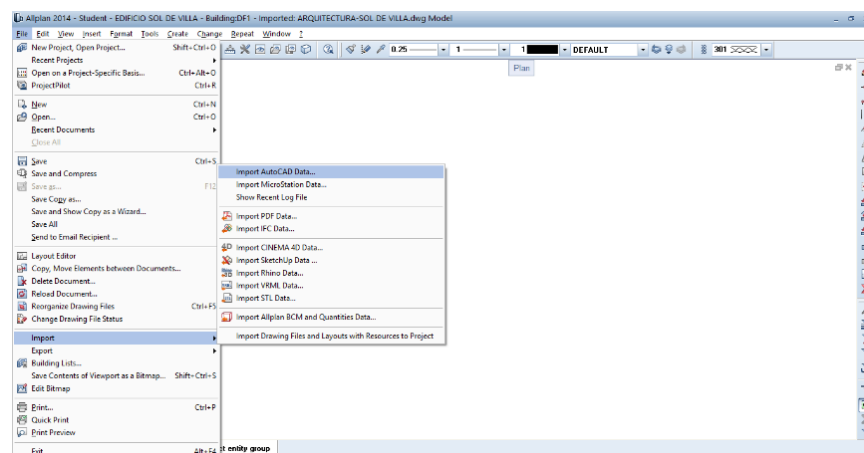 Allplan 2014 - Student - EDIFICIO SOL DE VILLA - Building:DF1 - Imported: ARQUITECTURA-SOL DE VILLA.dwg Model
File Edit View Insert Format Tools Create Change Repeat Window ?
New Project, Open Project... Shift+Ctrl+O
0.25 1 1 DEFAULT 301
Recent Projects
Plan
Open on a Project-Specific Basis... Ctrl+Alt+O
ProjectPilot Ctrl+R
New Ctrl+N
Open... Ctrl+O
Recent Documents
Close All
Save Ctrl+S
Save and Compress
Save as... F12
Save Copy as...
Save and Show Copy as a Wizard...
Save All
Send to Email Recipient ...
Layout Editor
Copy, Move Elements between Documents...
Delete Document...
Reload Document...
Reorganize Drawing Files Ctrl+F5
Change Drawing File Status
Import
Export
Building Lists...
Save Contents of Viewport as a Bitmap... Shift+Ctrl+S
Edit Bitmap
Print... Ctrl+P
Quick Print
Print Preview
Exit Alt+F4
Import AutoCAD Data...
Import MicroStation Data...
Show Recent Log File
Import PDF Data...
Import IFC Data...
Import CINEMA 4D Data...
Import SketchUp Data ...
Import Rhino Data...
Import VRML Data...
Import STL Data...
Import Allplan BCM and Quantities Data...
Import Drawing Files and Layouts with Resources to Project
entity group